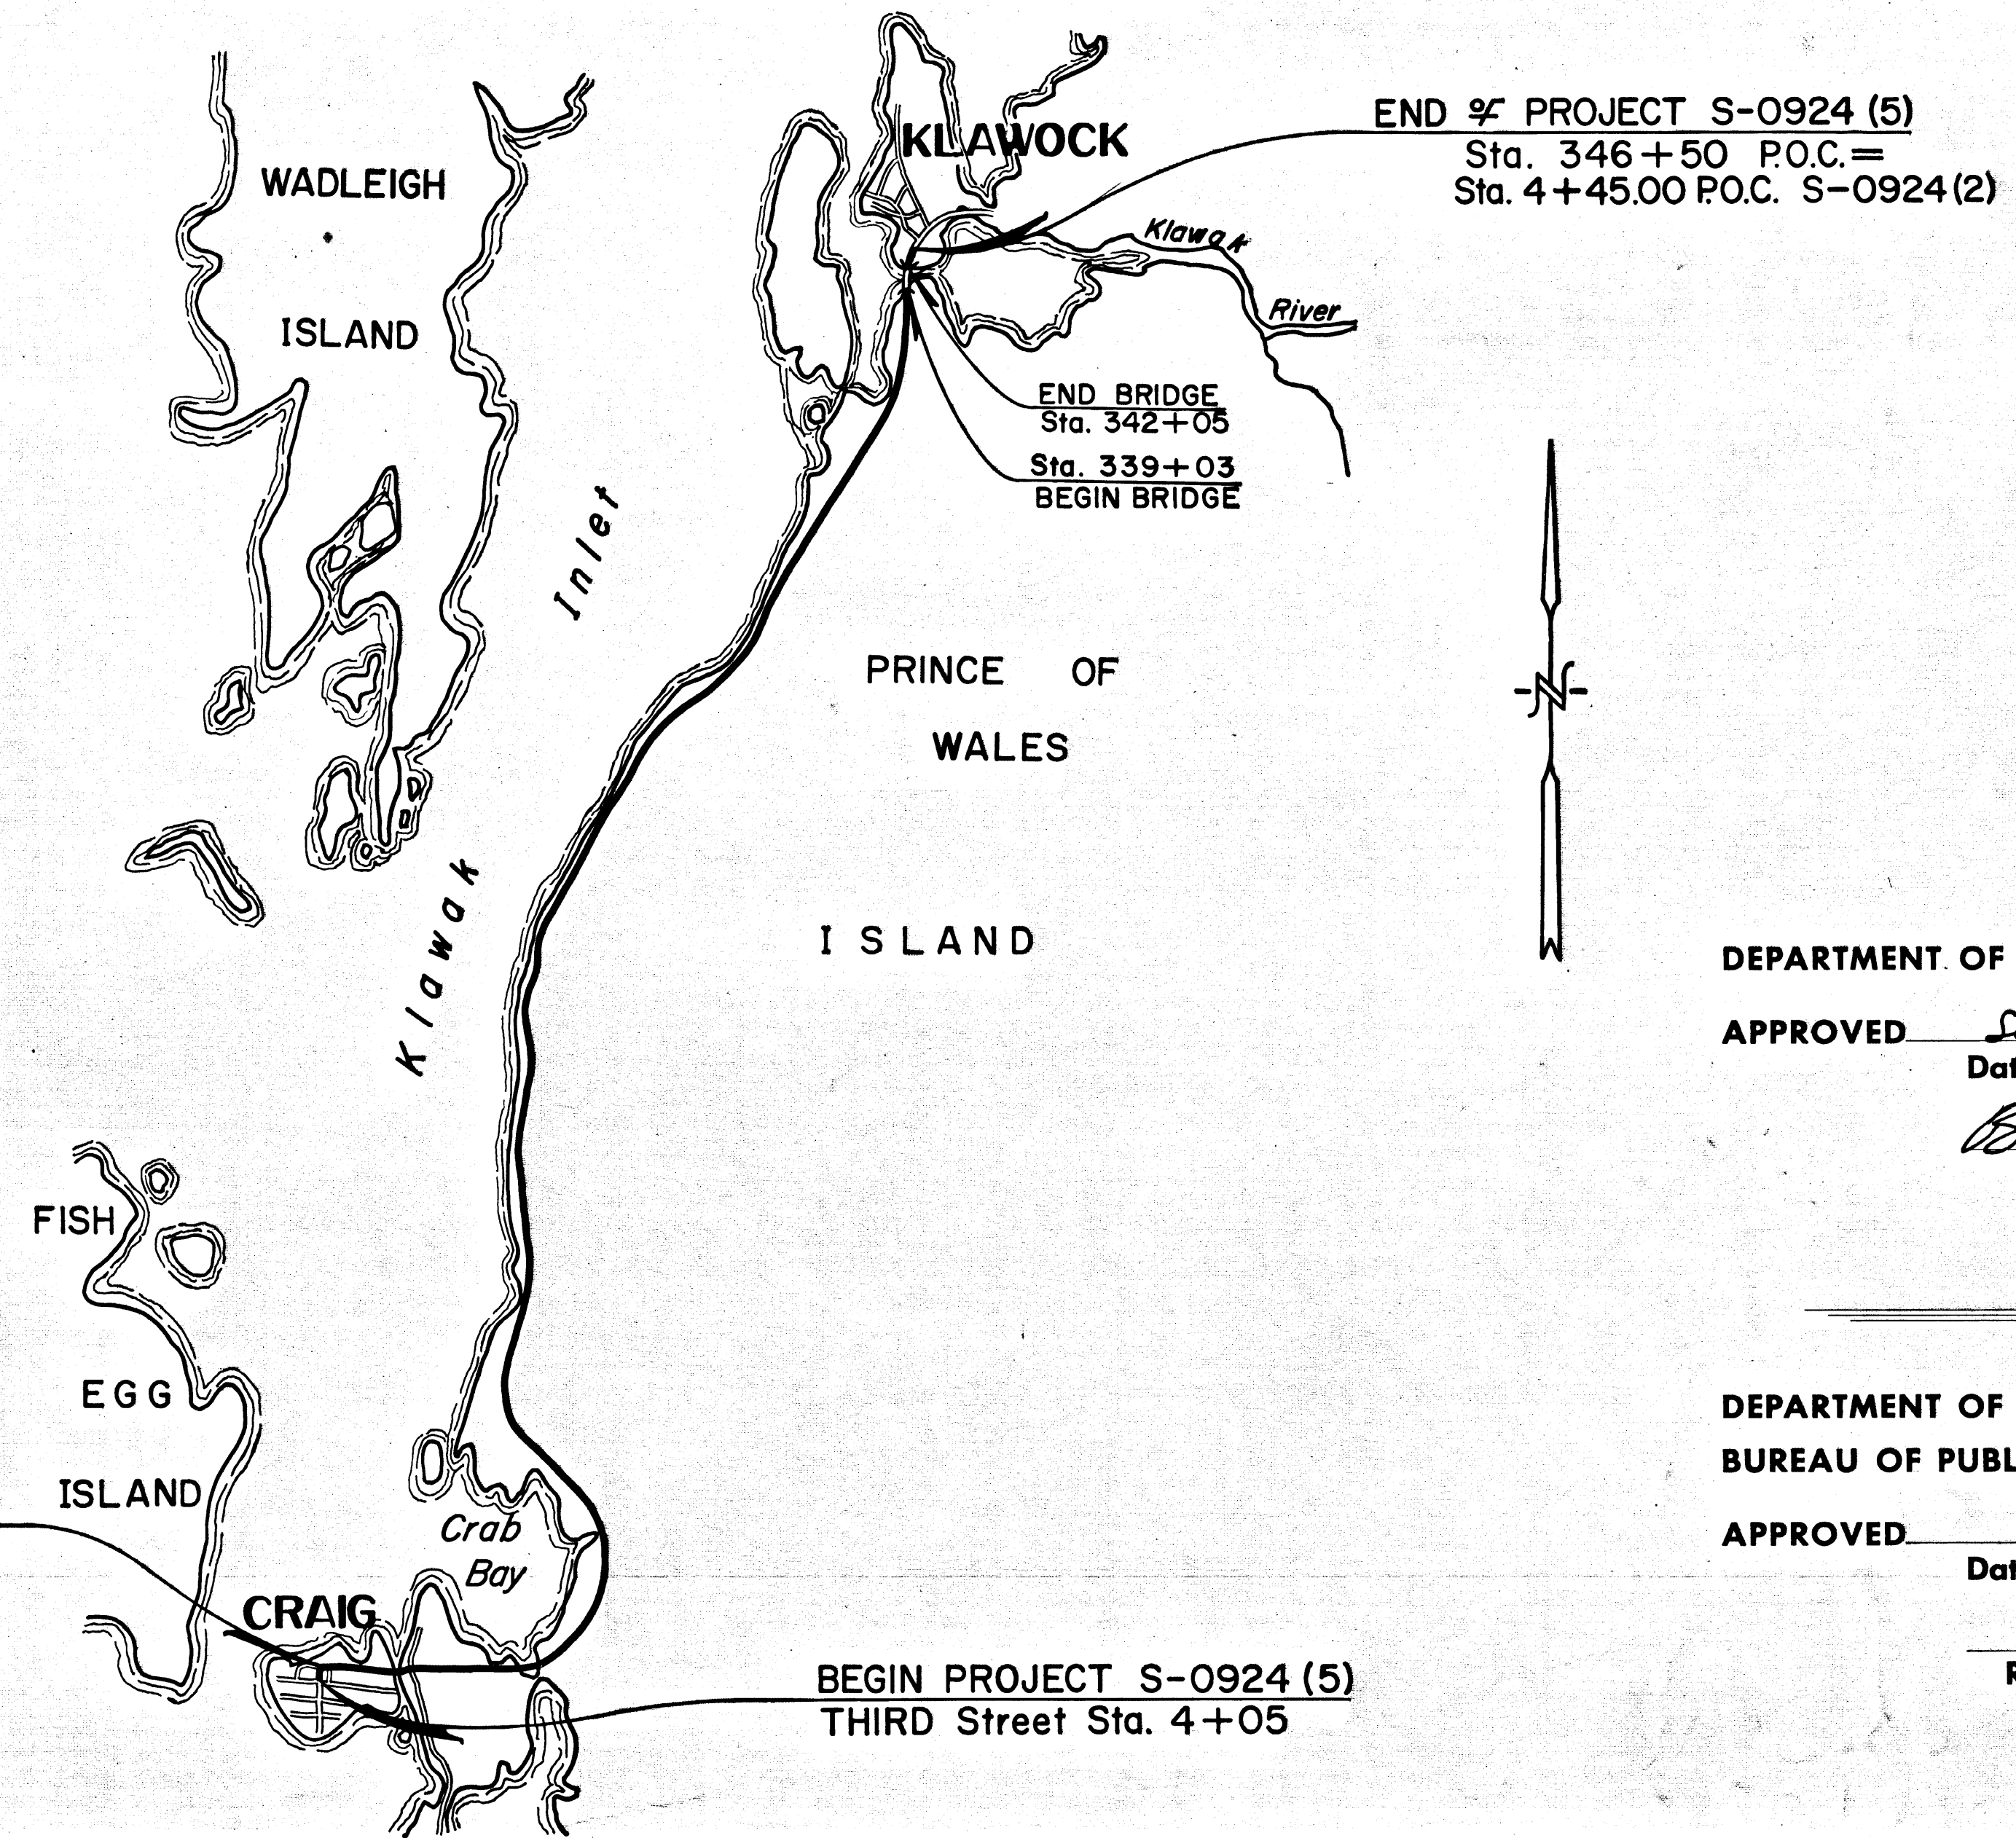 KLAWOCK
END OF PROJECT S-0924 (5)
Sta. 346+50 P.O.C. =
Sta. 4+45.00 P.O.C. S-0924 (2)
WADLEIGH
ISLAND
Klawak
River
END BRIDGE
Sta. 342+05
Sta. 339+03
BEGIN BRIDGE
Klawak Inlet
PRINCE OF
WALES
ISLAND
N
DEPARTMENT OF
APPROVED
FISH
EGG
ISLAND
DEPARTMENT OF
BUREAU OF
APPROVED
Crab
Bay
CRAIG
BEGIN PROJECT S-0924 (5)
THIRD Street Sta. 4+05